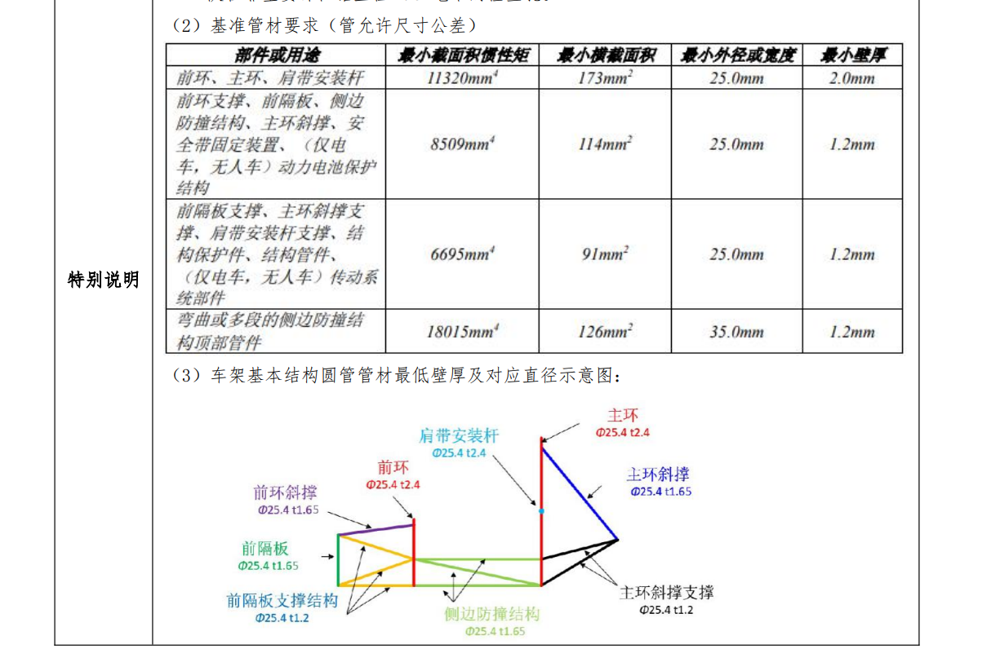 （2）基准管材要求（管允许尺寸公差）
部件或用途 最小截面积惯性矩 最小横截面积 最小外径或宽度 最小壁厚
前环、主环、肩带安装杆 11320mm⁴ 173mm² 25.0mm 2.0mm
前环支撑、前隔板、侧边
防撞结构、主环斜撑、安
全带固定装置、（仅电
车，无人车）动力电池保护
结构
8509mm⁴ 114mm² 25.0mm 1.2mm
前隔板支撑、主环斜撑支
撑、肩带安装杆支撑、结
构保护件、结构管件、
（仅电车，无人车）传动系
统部件
6695mm⁴ 91mm² 25.0mm 1.2mm
弯曲或多段的侧边防撞结
构顶部管件
18015mm⁴ 126mm² 35.0mm 1.2mm
特别说明
（3）车架基本结构圆管管材最低壁厚及对应直径示意图：
主环
Φ25.4 t2.4
肩带安装杆
Φ25.4 t2.4
前环
Φ25.4 t2.4
主环斜撑
Φ25.4 t1.65
前环斜撑
Φ25.4 t1.65
前隔板
Φ25.4 t1.65
前隔板支撑结构
Φ25.4 t1.2
侧边防撞结构
Φ25.4 t1.65
主环斜撑支撑
Φ25.4 t1.2